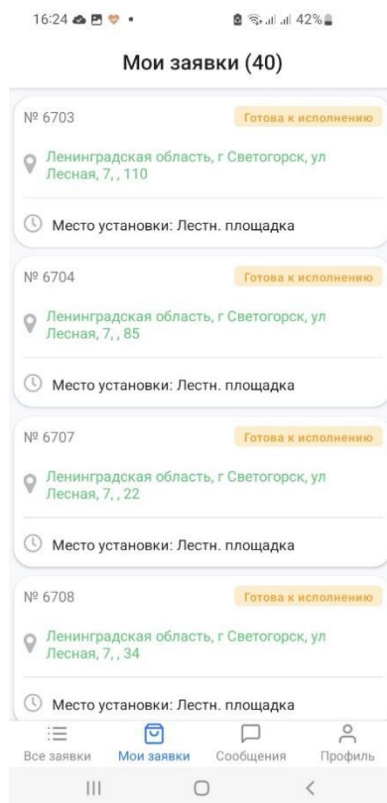 16:24 42%
Мои заявки (40)
№ 6703 Готова к исполнению
Ленинградская область, г Светогорск, ул
Лесная, 7, , 110
Место установки: Лестн. площадка
№ 6704 Готова к исполнению
Ленинградская область, г Светогорск, ул
Лесная, 7, , 85
Место установки: Лестн. площадка
№ 6707 Готова к исполнению
Ленинградская область, г Светогорск, ул
Лесная, 7, , 22
Место установки: Лестн. площадка
№ 6708 Готова к исполнению
Ленинградская область, г Светогорск, ул
Лесная, 7, , 34
Место установки: Лестн. площадка
Все заявки Мои заявки Сообщения Профиль